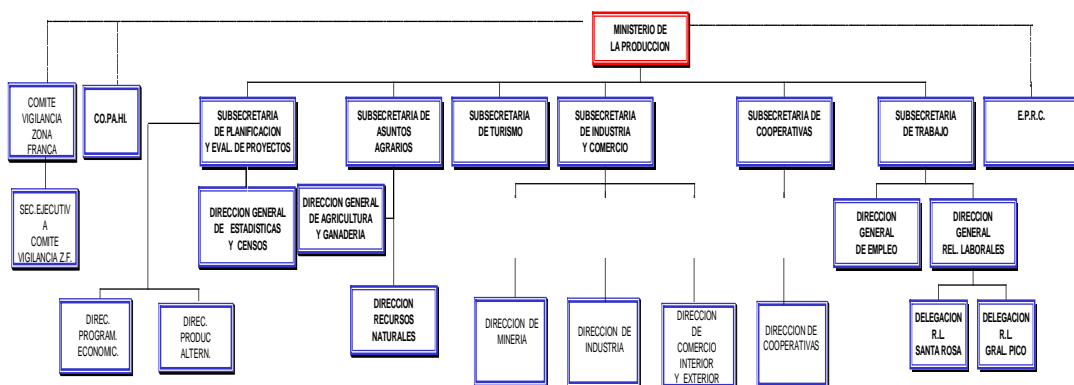 MINISTERIO DE
LA PRODUCCION
COMITE
VIGILANCIA
ZONA
FRANCA
CO.PA.HI.
SUBSECRETARIA
DE PLANIFICACION
Y EVAL. DE PROYECTOS
SUBSECRETARIA DE
ASUNTOS
AGRARIOS
SUBSECRETARIA
DE TURISMO
SUBSECRETARIA
DE INDUSTRIA
Y COMERCIO
SUBSECRETARIA
DE COOPERATIVAS
SUBSECRETARIA
DE TRABAJO
E.P.R.C.
SEC.EJECUTIV
A
COMITE
VIGILANCIA Z.F.
DIRECCION GENERAL
DE ESTADISTICAS
Y CENSOS
DIRECCION GENERAL
DE AGRICULTURA
Y GANADERIA
DIRECCION
GENERAL
DE EMPLEO
DIRECCION
GENERAL
REL. LABORALES
DIREC.
PROGRAM.
ECONOMIC.
DIREC.
PRODUC
ALTERN.
DIRECCION
RECURSOS
NATURALES
DIRECCION DE
MINERIA
DIRECCION DE
INDUSTRIA
DIRECCION
DE
COMERCIO
INTERIOR
Y EXTERIOR
DIRECCION DE
COOPERATIVAS
DELEGACION
R.L.
SANTA ROSA
DELEGACION
R.L.
GRAL. PICO